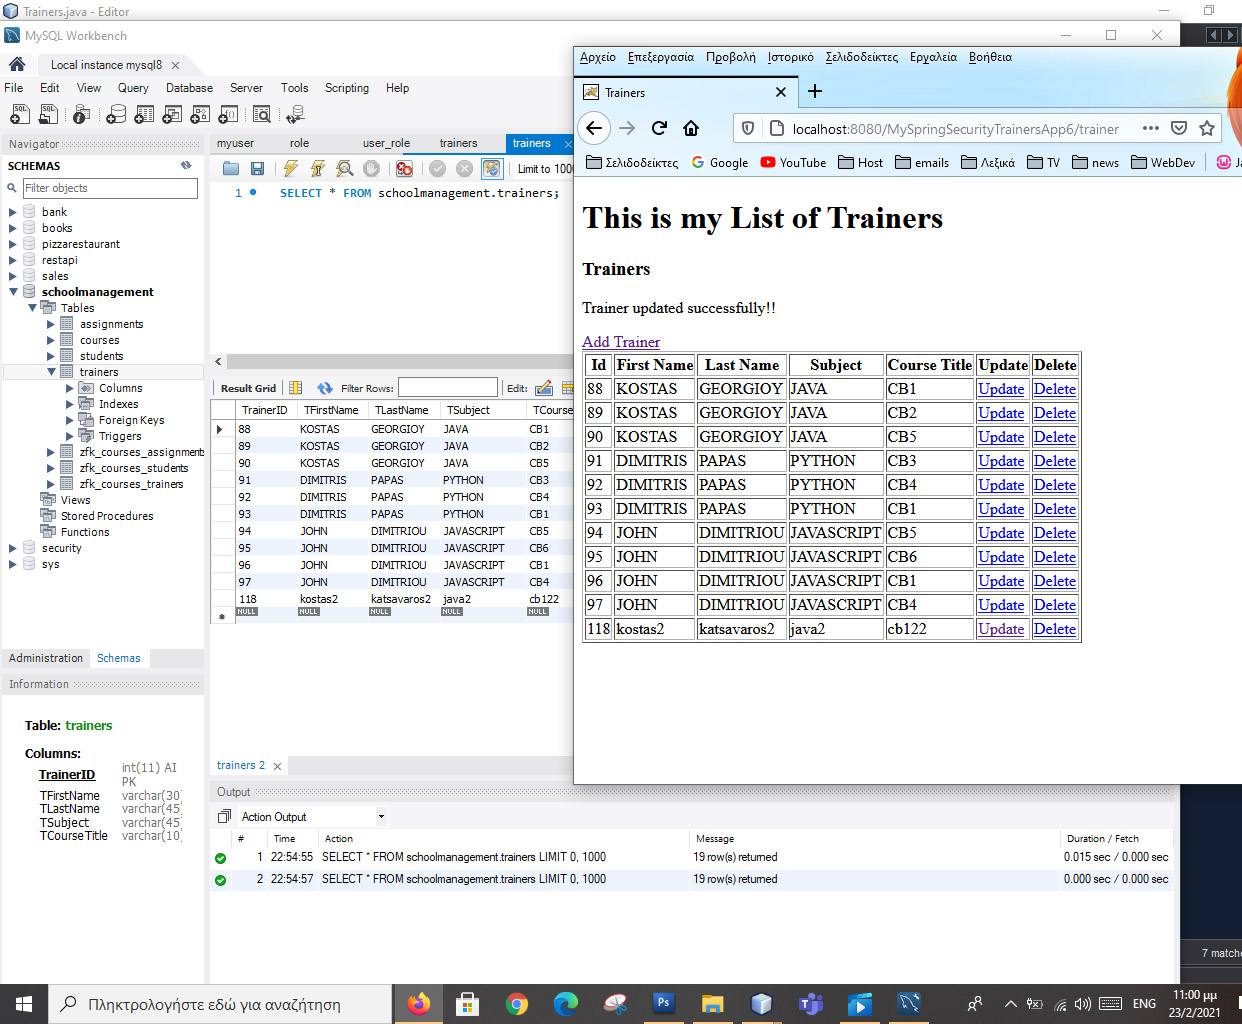 Trainers.java - Editor
MySQL Workbench
Local instance mysql8
File Edit View Query Database Server Tools Scripting Help
Navigator
SCHEMAS
Filter objects
bank
books
pizzarestaurant
restapi
sales
schoolmanagement
Tables
assignments
courses
students
trainers
Columns
Indexes
Foreign Keys
Triggers
zfk_courses_assignment
zfk_courses_students
zfk_courses_trainers
Views
Stored Procedures
Functions
security
sys
Administration Schemas
Information
Table: trainers
Columns:
TrainerID int(11) AI PK
TFirstName varchar(30)
TLastName varchar(45)
TSubject varchar(45)
TCourseTitle varchar(10)
myuser role user_role trainers trainers
Limit to 1000
1 SELECT * FROM schoolmanagement.trainers;
Result Grid Filter Rows: Edit:
TrainerID TFirstName TLastName TSubject TCourse
88 KOSTAS GEORGIOY JAVA CB1
89 KOSTAS GEORGIOY JAVA CB2
90 KOSTAS GEORGIOY JAVA CB5
91 DIMITRIS PAPAS PYTHON CB3
92 DIMITRIS PAPAS PYTHON CB4
93 DIMITRIS PAPAS PYTHON CB1
94 JOHN DIMITRIOU JAVASCRIPT CB5
95 JOHN DIMITRIOU JAVASCRIPT CB6
96 JOHN DIMITRIOU JAVASCRIPT CB1
97 JOHN DIMITRIOU JAVASCRIPT CB4
118 kostas2 katsavaros2 java2 cb122
NULL NULL NULL NULL NULL
trainers 2
Output
Action Output
# Time Action Message Duration / Fetch
1 22:54:55 SELECT * FROM schoolmanagement.trainers LIMIT 0, 1000 19 row(s) returned 0.015 sec / 0.000 sec
2 22:54:57 SELECT * FROM schoolmanagement.trainers LIMIT 0, 1000 19 row(s) returned 0.000 sec / 0.000 sec
Αρχείο Επεξεργασία Προβολή Ιστορικό Σελιδοδείκτες Εργαλεία Βοήθεια
Trainers
localhost:8080/MySpringSecurityTrainersApp6/trainer
Σελιδοδείκτες Google YouTube Host emails Λεξικά TV news WebDev Ja
This is my List of Trainers
Trainers
Trainer updated successfully!!
Add Trainer
Id First Name Last Name Subject Course Title Update Delete
88 KOSTAS GEORGIOY JAVA CB1 Update Delete
89 KOSTAS GEORGIOY JAVA CB2 Update Delete
90 KOSTAS GEORGIOY JAVA CB5 Update Delete
91 DIMITRIS PAPAS PYTHON CB3 Update Delete
92 DIMITRIS PAPAS PYTHON CB4 Update Delete
93 DIMITRIS PAPAS PYTHON CB1 Update Delete
94 JOHN DIMITRIOU JAVASCRIPT CB5 Update Delete
95 JOHN DIMITRIOU JAVASCRIPT CB6 Update Delete
96 JOHN DIMITRIOU JAVASCRIPT CB1 Update Delete
97 JOHN DIMITRIOU JAVASCRIPT CB4 Update Delete
118 kostas2 katsavaros2 java2 cb122 Update Delete
7 matche
Πληκτρολογήστε εδώ για αναζήτηση
Ps
ENG
11:00 μμ
23/2/2021